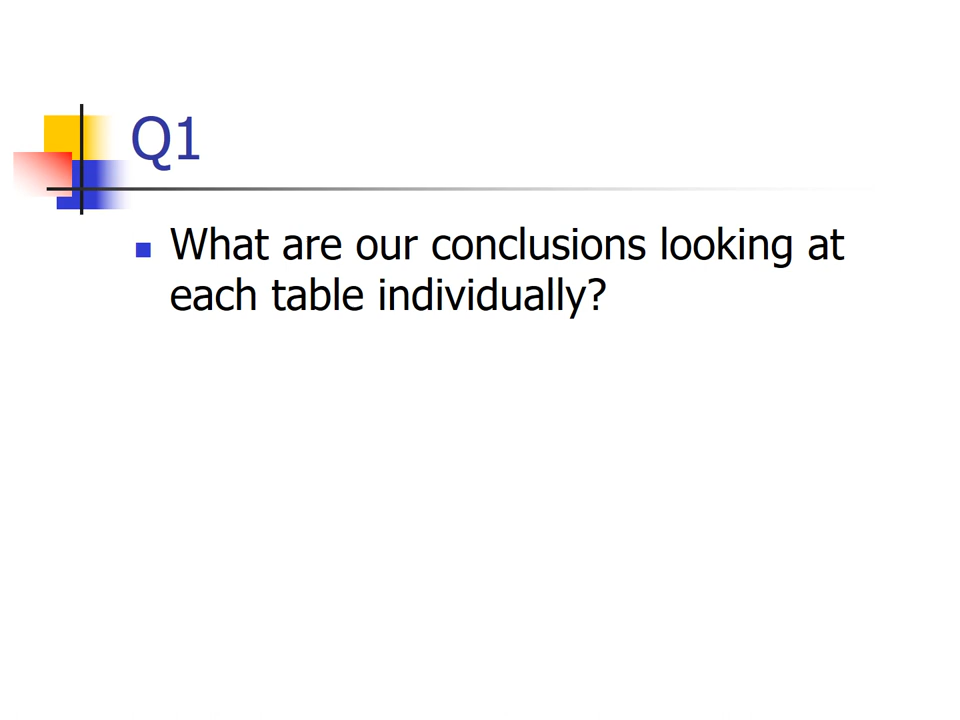 Q1
What are our conclusions looking at
each table individually?